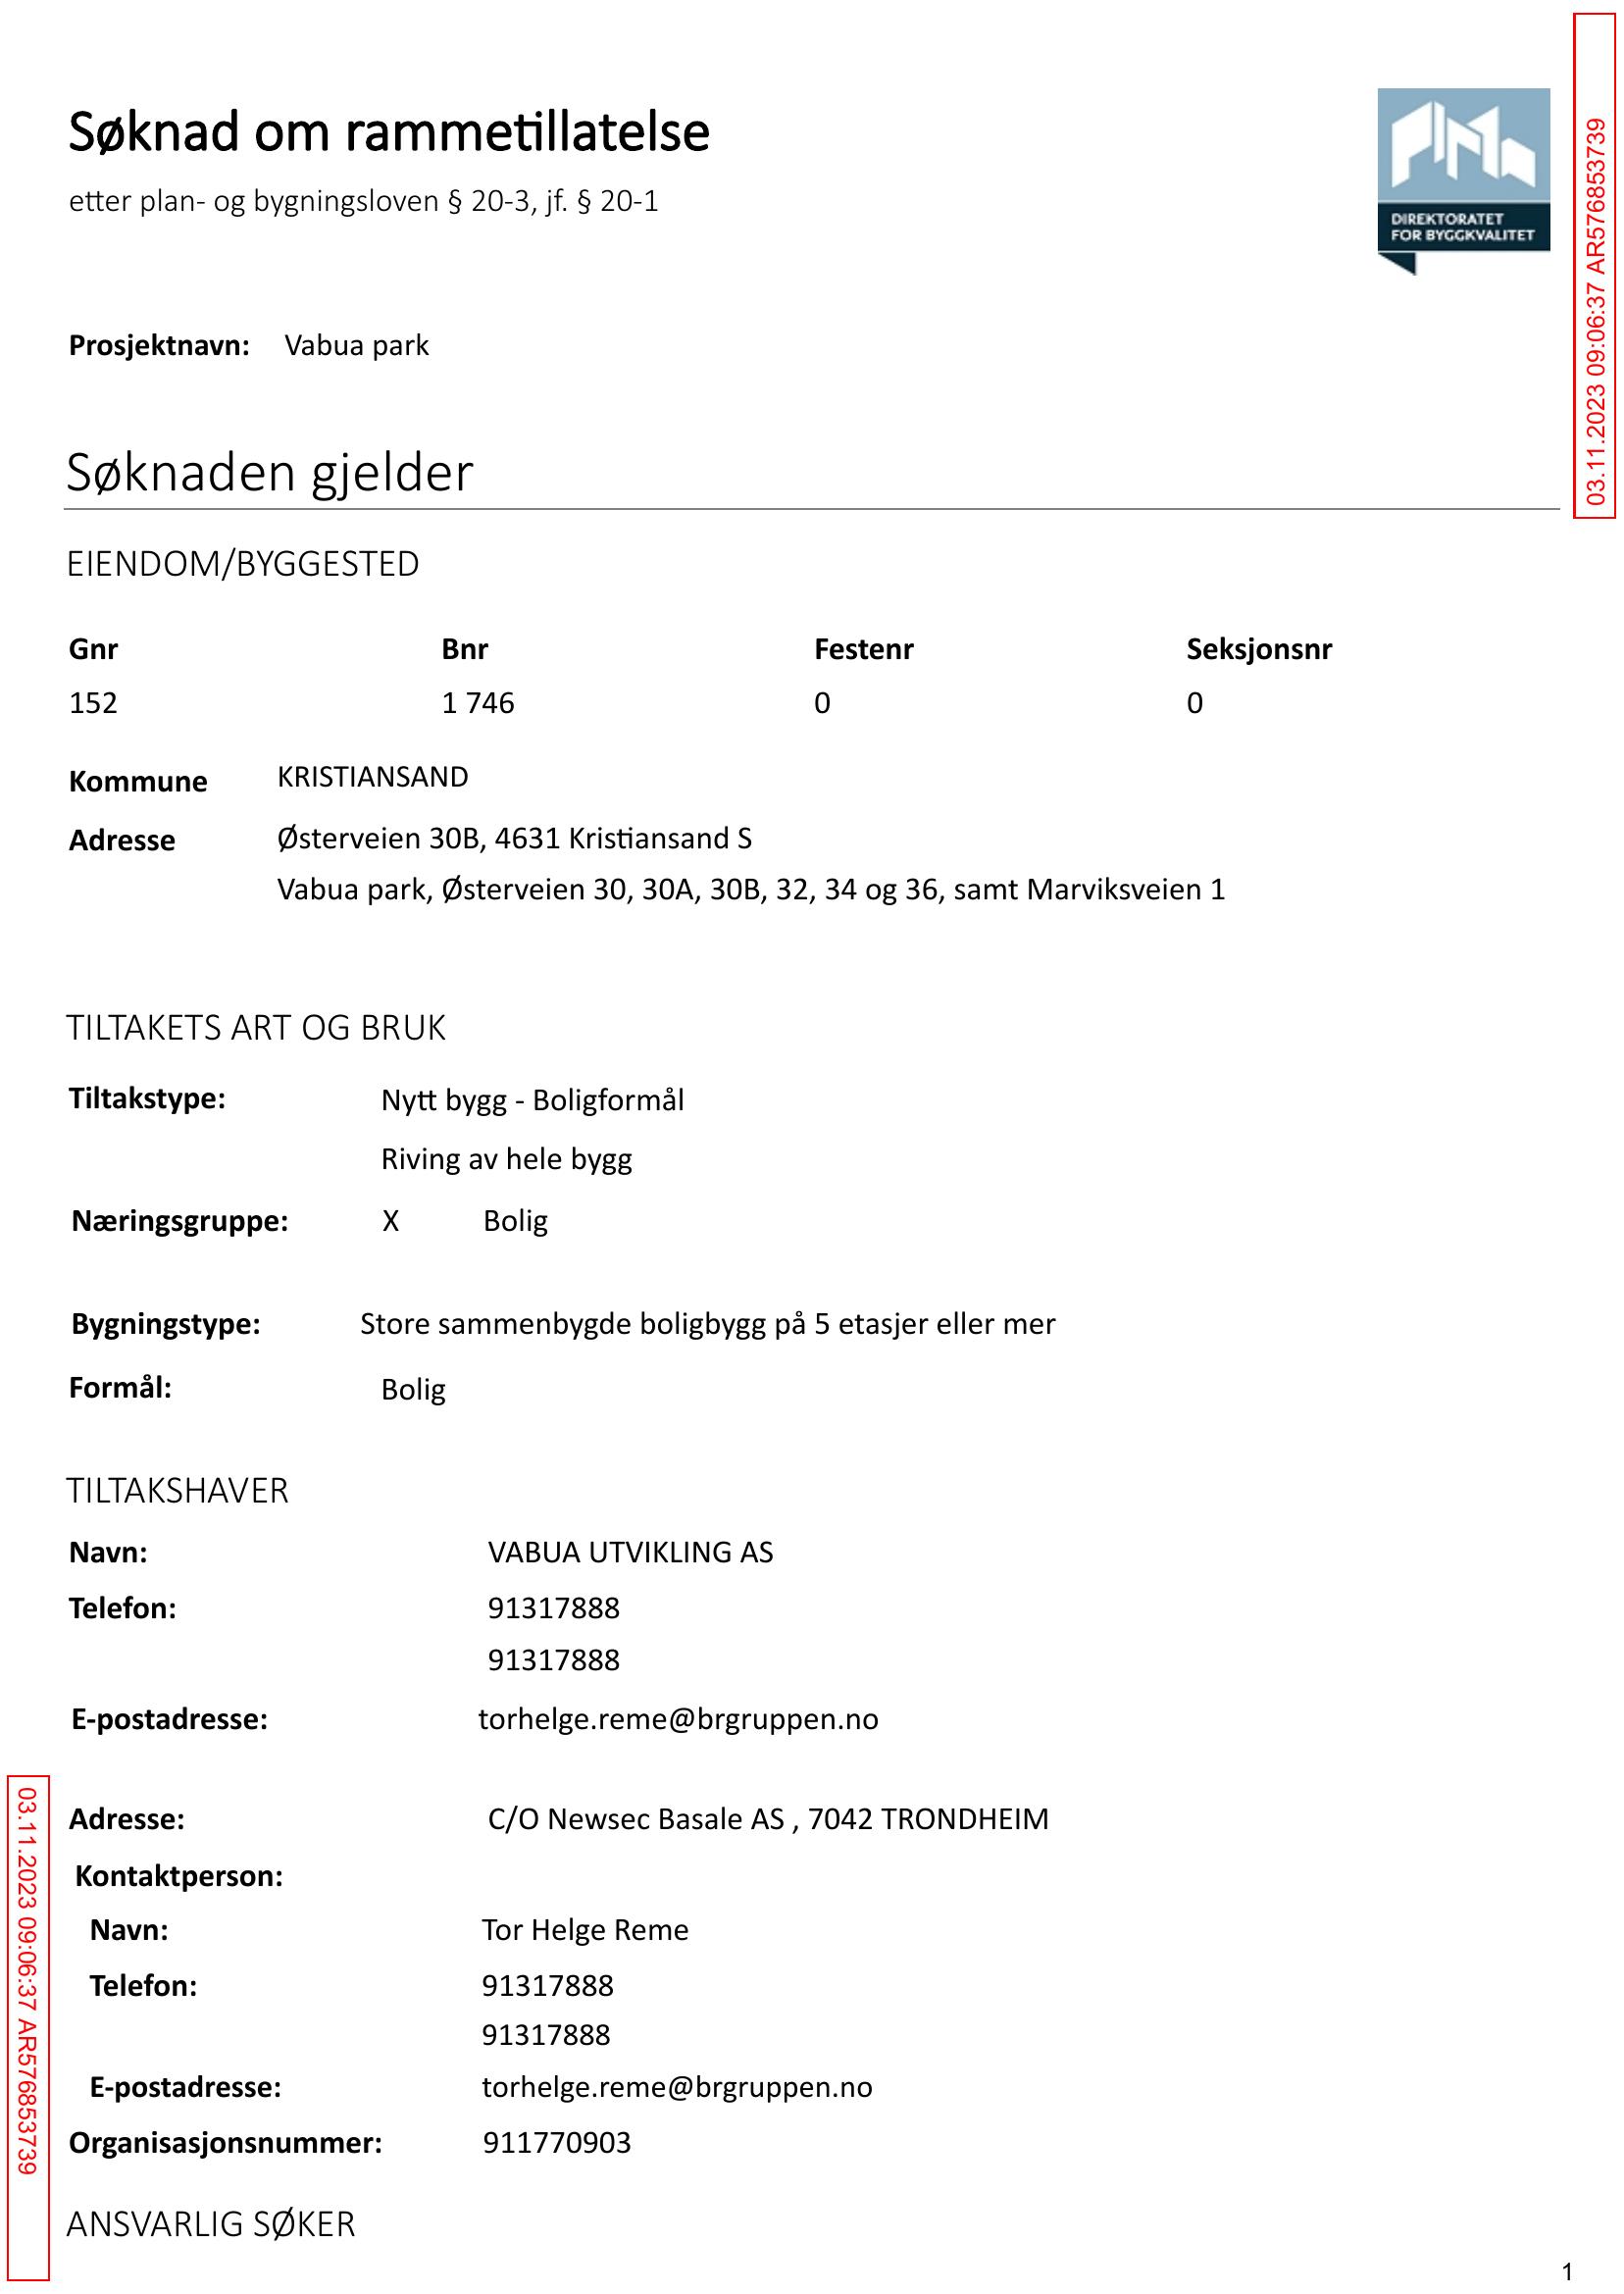 Søknad om rammetillatelse
etter plan- og bygningsloven § 20-3, jf. § 20-1
DIREKTORATET
FOR BYGGKVALITET
03.11.2023 09:06:37 AR576853739
Prosjektnavn: Vabua park
Søknaden gjelder
EIENDOM/BYGGESTED
Gnr Bnr Festenr Seksjonsnr
152 1 746 0 0
Kommune KRISTIANSAND
Adresse Østerveien 30B, 4631 Kristiansand S
Vabua park, Østerveien 30, 30A, 30B, 32, 34 og 36, samt Marviksveien 1
TILTAKETS ART OG BRUK
Tiltakstype: Nytt bygg - Boligformål
Riving av hele bygg
Næringsgruppe: X Bolig
Bygningstype: Store sammenbygde boligbygg på 5 etasjer eller mer
Formål: Bolig
TILTAKSHAVER
Navn: VABUA UTVIKLING AS
Telefon: 91317888
91317888
E-postadresse: torhelge.reme@brgruppen.no
Adresse: C/O Newsec Basale AS , 7042 TRONDHEIM
Kontaktperson:
Navn: Tor Helge Reme
Telefon: 91317888
91317888
E-postadresse: torhelge.reme@brgruppen.no
Organisasjonsnummer: 911770903
ANSVARLIG SØKER
03.11.2023 09:06:37 AR576853739
1